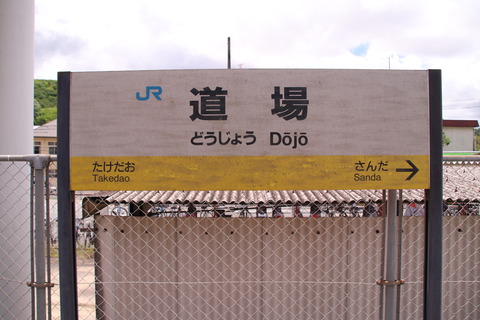 JR
道場
どうじょう Dōjō
たけだお さんだ →
Takedao Sanda